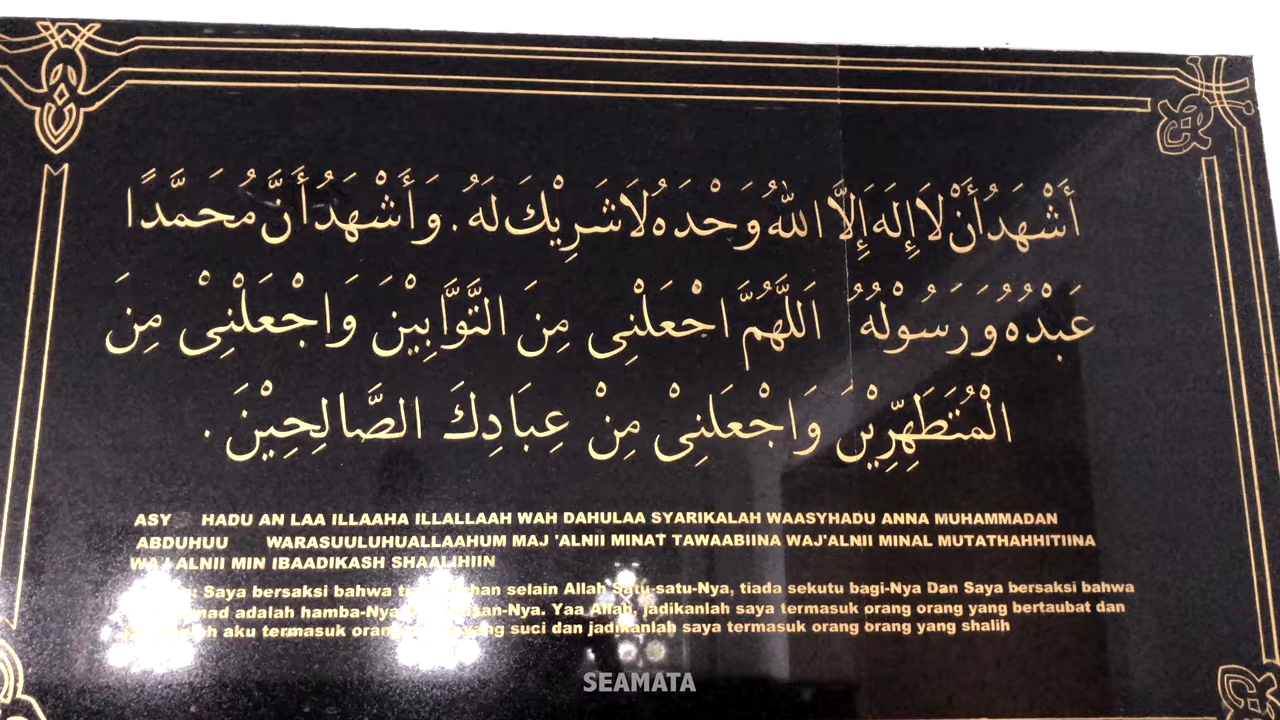 أَشْهَدُ أَنْ لَا إِلَهَ إِلَّا اللهُ وَحْدَهُ لَا شَرِيْكَ لَهُ . وَأَشْهَدُ أَنَّ مُحَمَّدًا
عَبْدُهُ وَرَسُوْلُهُ اَللَّهُمَّ اجْعَلْنِى مِنَ التَّوَّابِيْنَ وَاجْعَلْنِىْ مِنَ
الْمُتَطَهِّرِيْنَ وَاجْعَلنِىْ مِنْ عِبَادِكَ الصَّالِحِيْنَ .
ASY HADU AN LAA ILLAAHA ILLALLAAH WAH DAHULAA SYARIKALAH WAASYHADU ANNA MUHAMMADAN
ABDUHUU WARASUULUHUALLAAHUM MAJ 'ALNII MINAT TAWAABIINA WAJ'ALNII MINAL MUTATHAHHITIINA
WAJ ALNII MIN IBAADIKASH SHAALIHIIN
Saya bersaksi bahwa selain Allah Satu-satu-Nya, tiada sekutu bagi-Nya Dan Saya bersaksi bahwa
adalah hamba-Nya Yaa Allah, jadikanlah saya termasuk orang orang yang bertaubat dan
aku termasuk yang suci dan jadikanlah saya termasuk orang orang yang shalih
SEAMATA